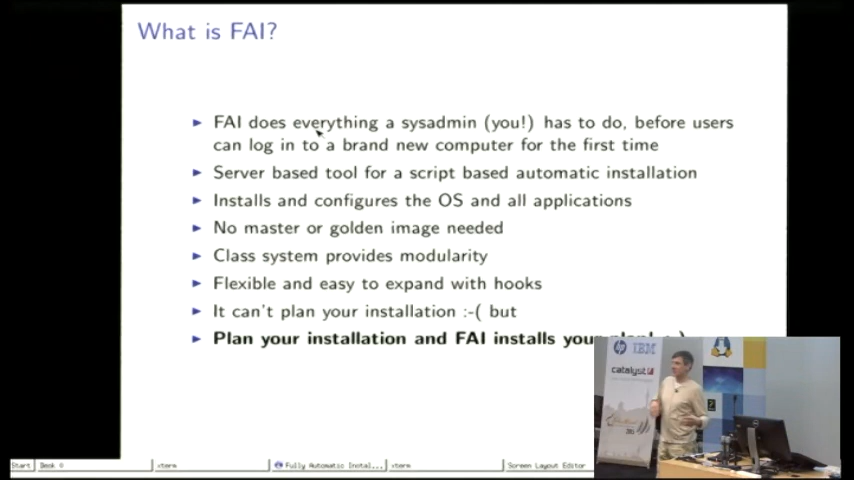 What is FAI?
FAI does everything a sysadmin (you!) has to do, before users
can log in to a brand new computer for the first time
Server based tool for a script based automatic installation
Installs and configures the OS and all applications
No master or golden image needed
Class system provides modularity
Flexible and easy to expand with hooks
It can't plan your installation :-( but
Plan your installation and FAI installs your plan! :-)
hp IBM
catalyst
Start Desk 0 xterm Fully Automatic Instal... xterm Screen Layout Editor